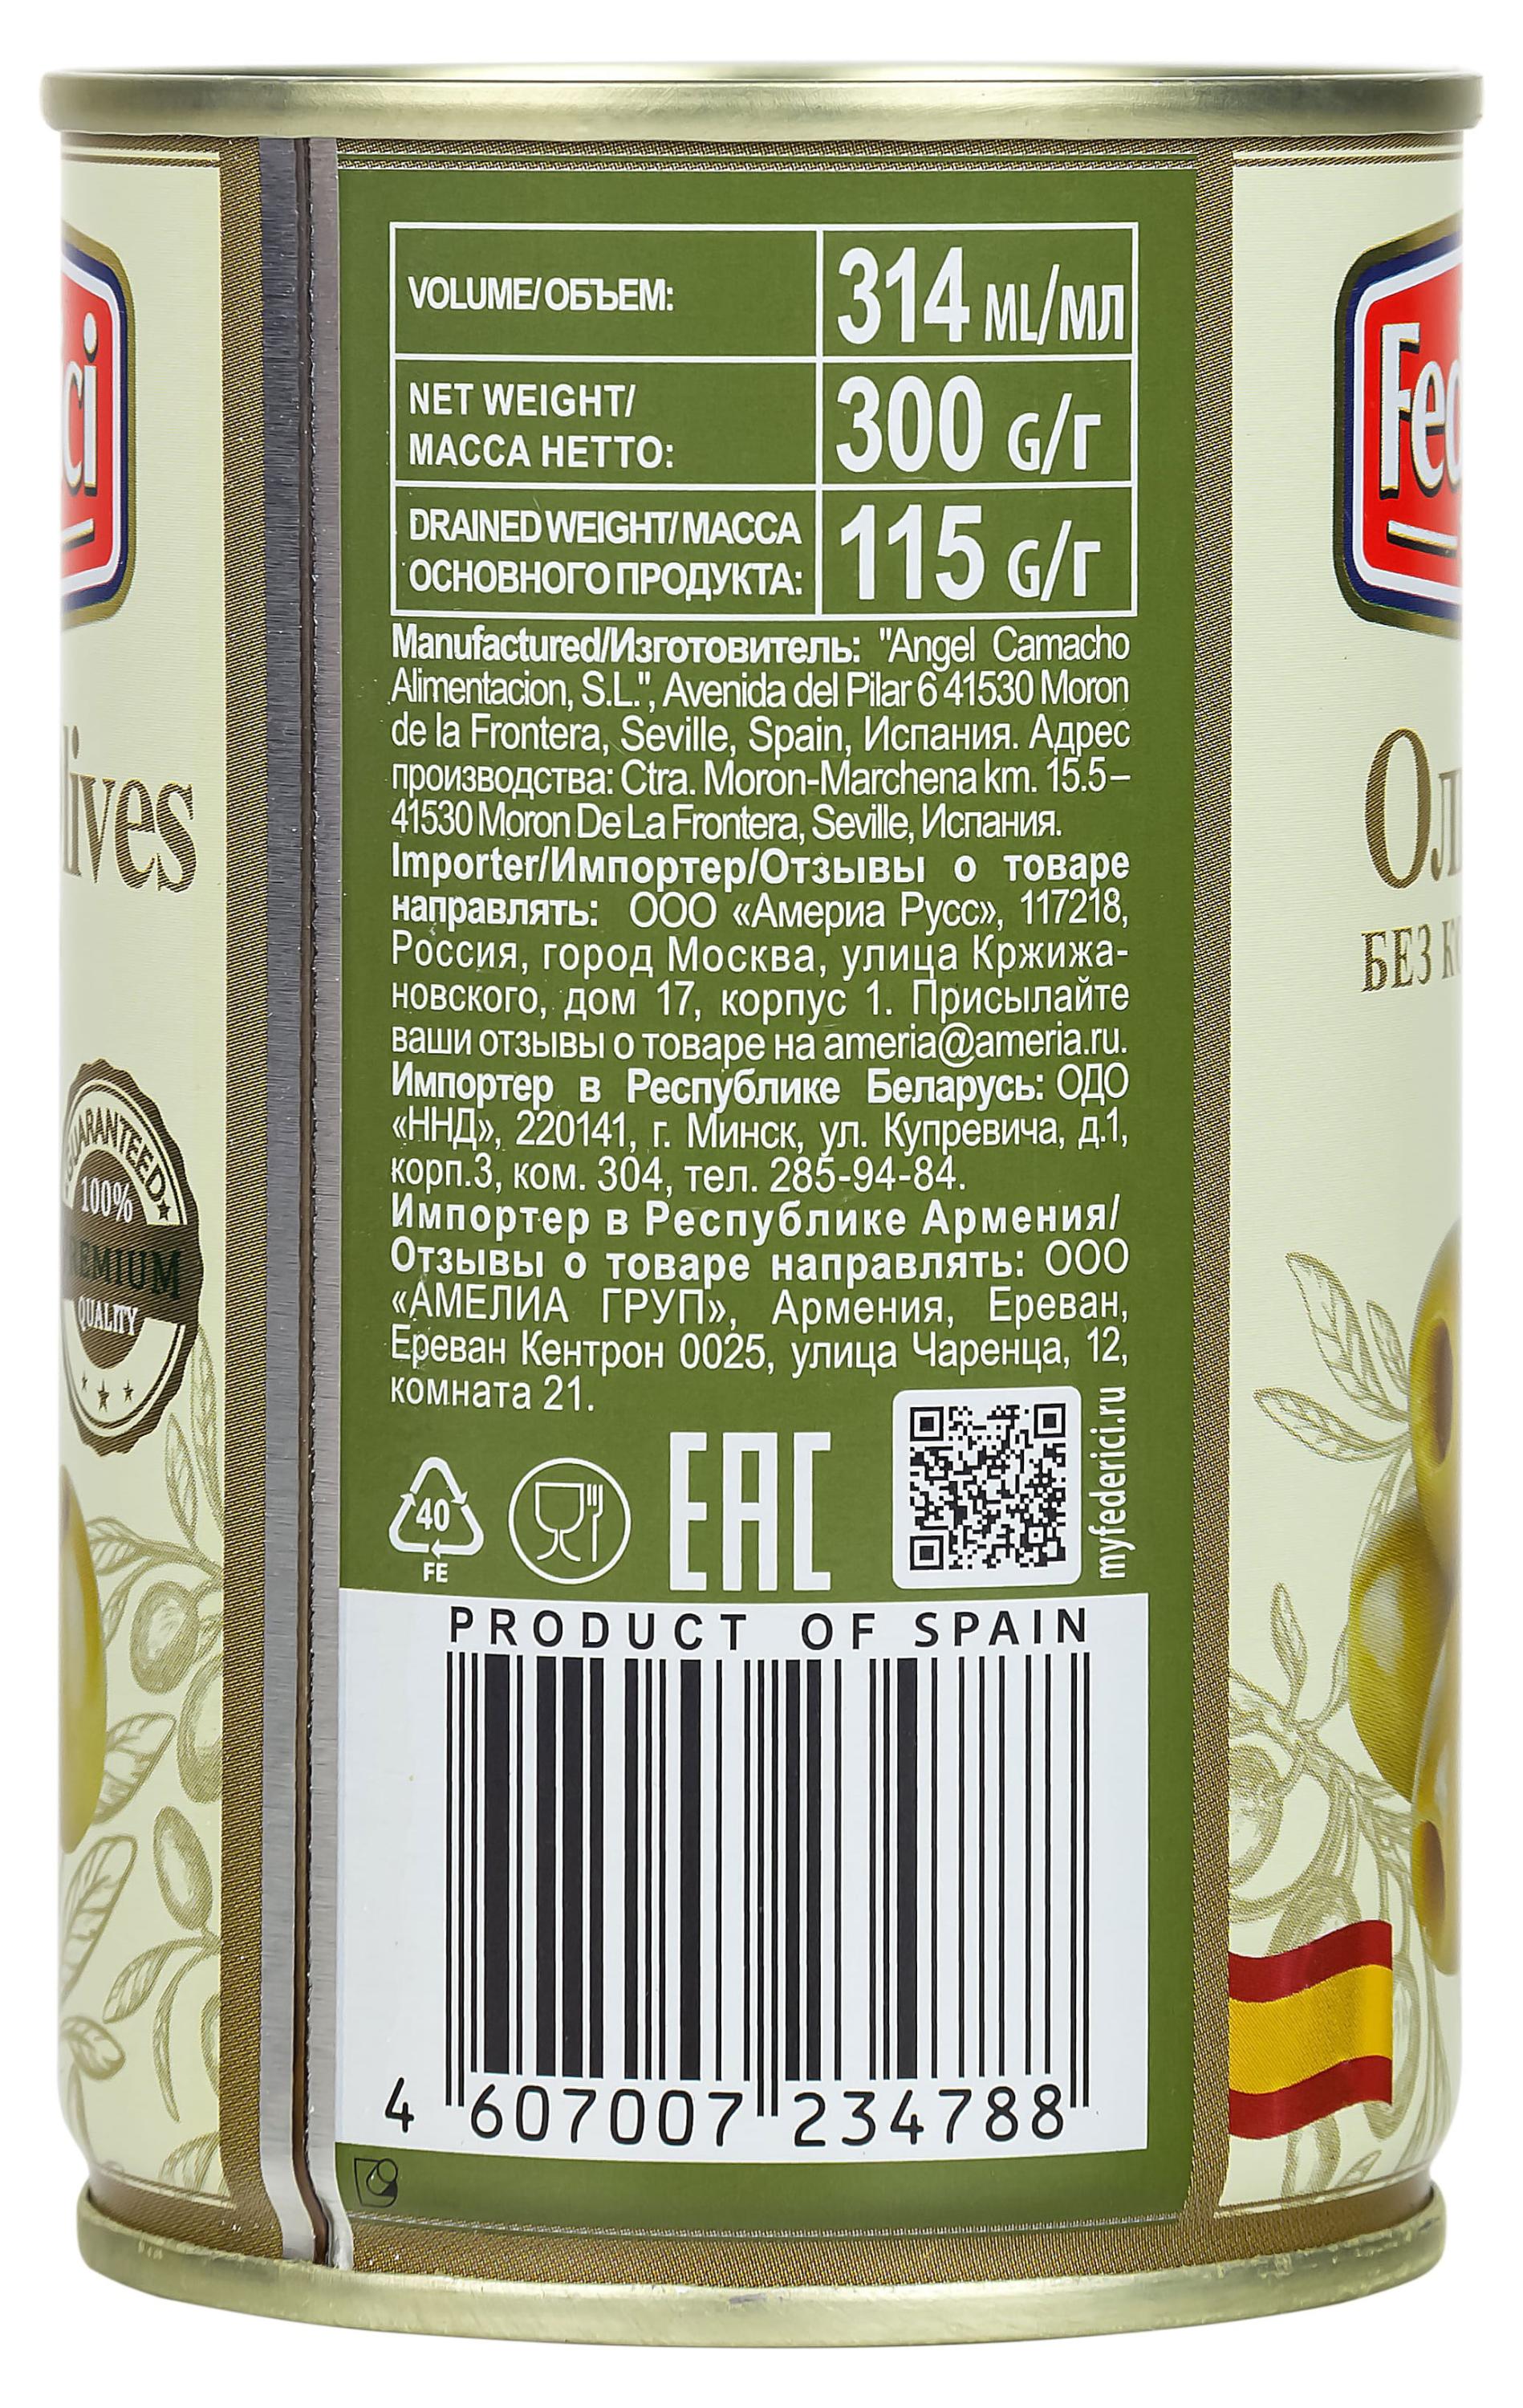 VOLUME/ОБЪЕМ:
314 ML/МЛ
NET WEIGHT/
МАССА НЕТТО:
300 G/Г
DRAINED WEIGHT/МАССА
ОСНОВНОГО ПРОДУКТА:
115 G/Г
Manufactured/Изготовитель: "Angel Camacho
Alimentacion, S.L.", Avenida del Pilar 6 41530 Moron
de la Frontera, Seville, Spain, Испания. Адрес
производства: Ctra. Moron-Marchena km. 15.5–
41530 Moron De La Frontera, Seville, Испания.
Importer/Импортер/Отзывы о товаре
направлять: ООО «Америа Русс», 117218,
Россия, город Москва, улица Кржижа-
новского, дом 17, корпус 1. Присылайте
ваши отзывы о товаре на ameria@ameria.ru.
Импортер в Республике Беларусь: ОДО
«ННД», 220141, г. Минск, ул. Купревича, д.1,
корп.3, ком. 304, тел. 285-94-84.
Импортер в Республике Армения/
Отзывы о товаре направлять: ООО
«АМЕЛИА ГРУП», Армения, Ереван,
Ереван Кентрон 0025, улица Чаренца, 12,
комната 21.
40
FE
EAC
myfederici.ru
PRODUCT OF SPAIN
4 607007 234788
GUARANTEED
100%
PREMIUM
QUALITY
БЕЗ